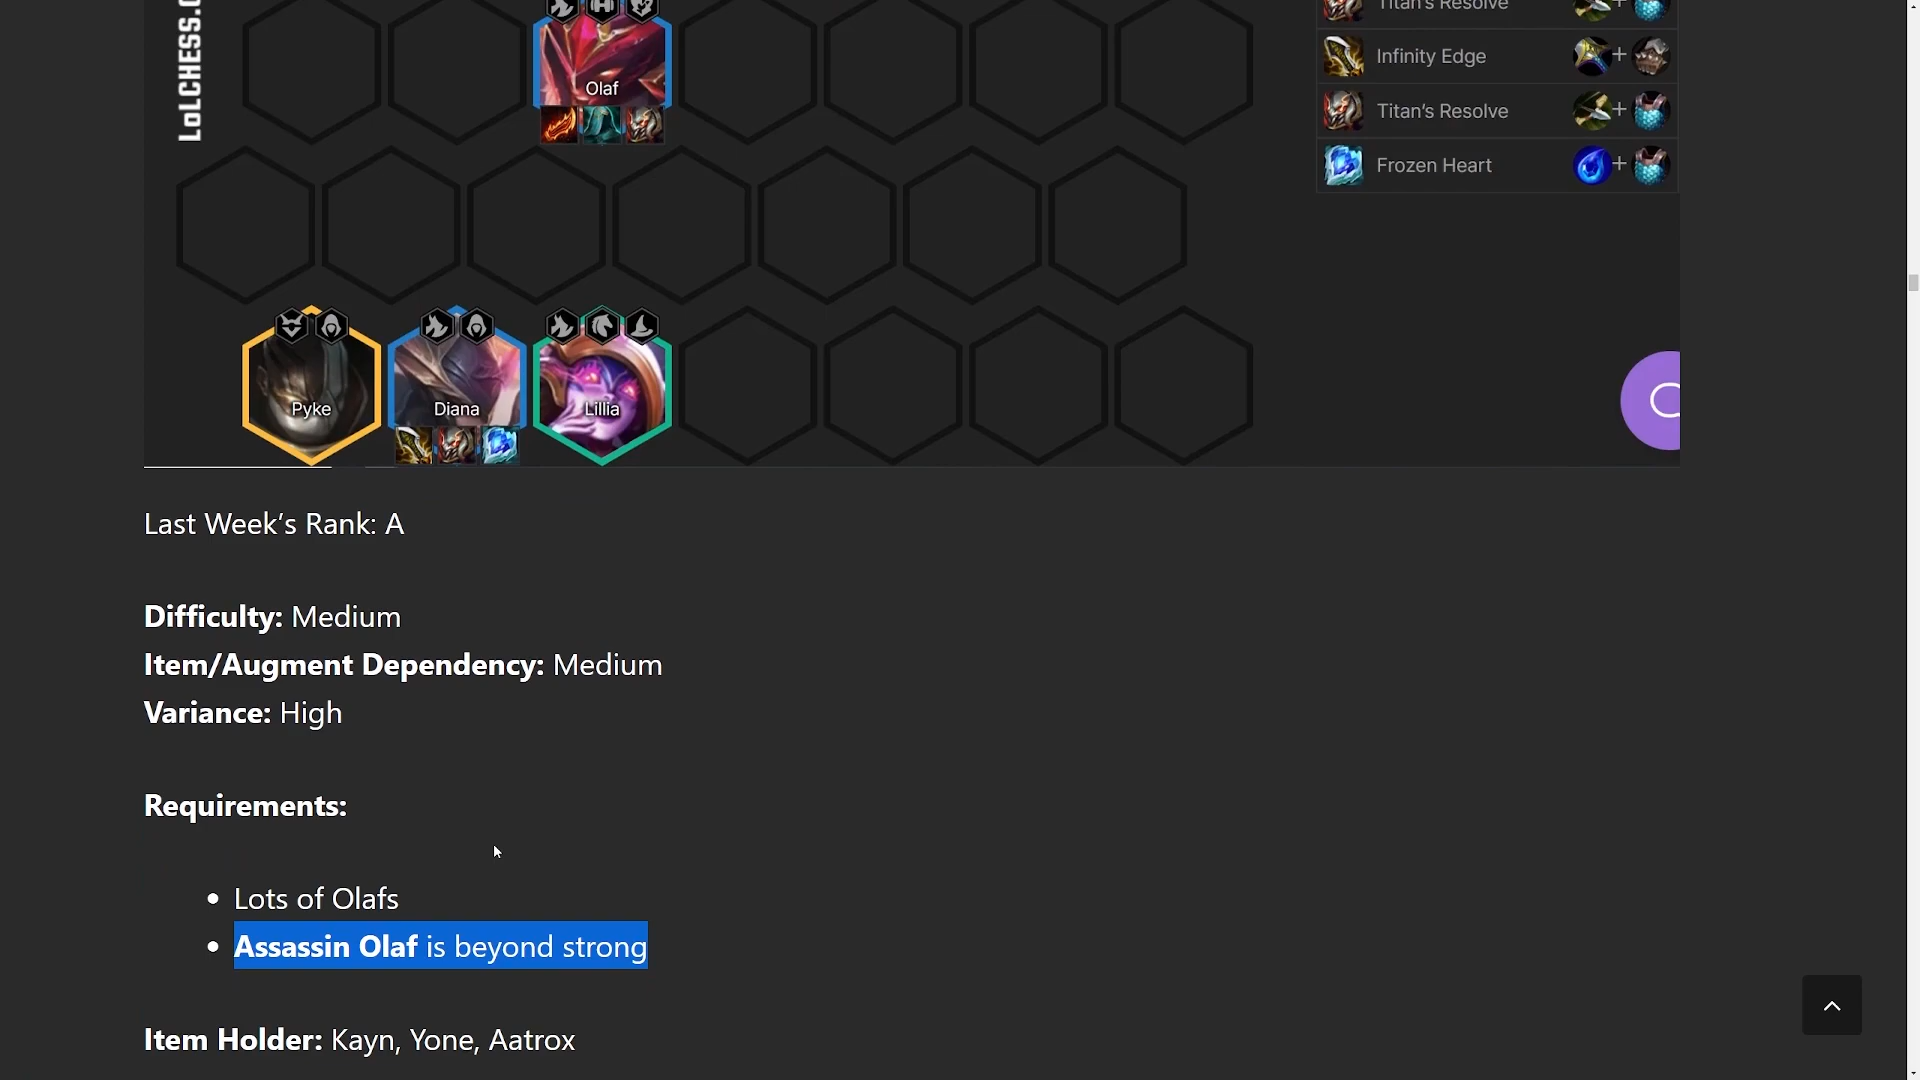 LoLCHESS.G
Olaf
Titan's Resolve
+
Infinity Edge
+
Titan's Resolve
+
Frozen Heart
+
Pyke
Diana
Lillia
Last Week’s Rank: A
Difficulty: Medium
Item/Augment Dependency: Medium
Variance: High
Requirements:
• Lots of Olafs
• Assassin Olaf is beyond strong
Item Holder: Kayn, Yone, Aatrox